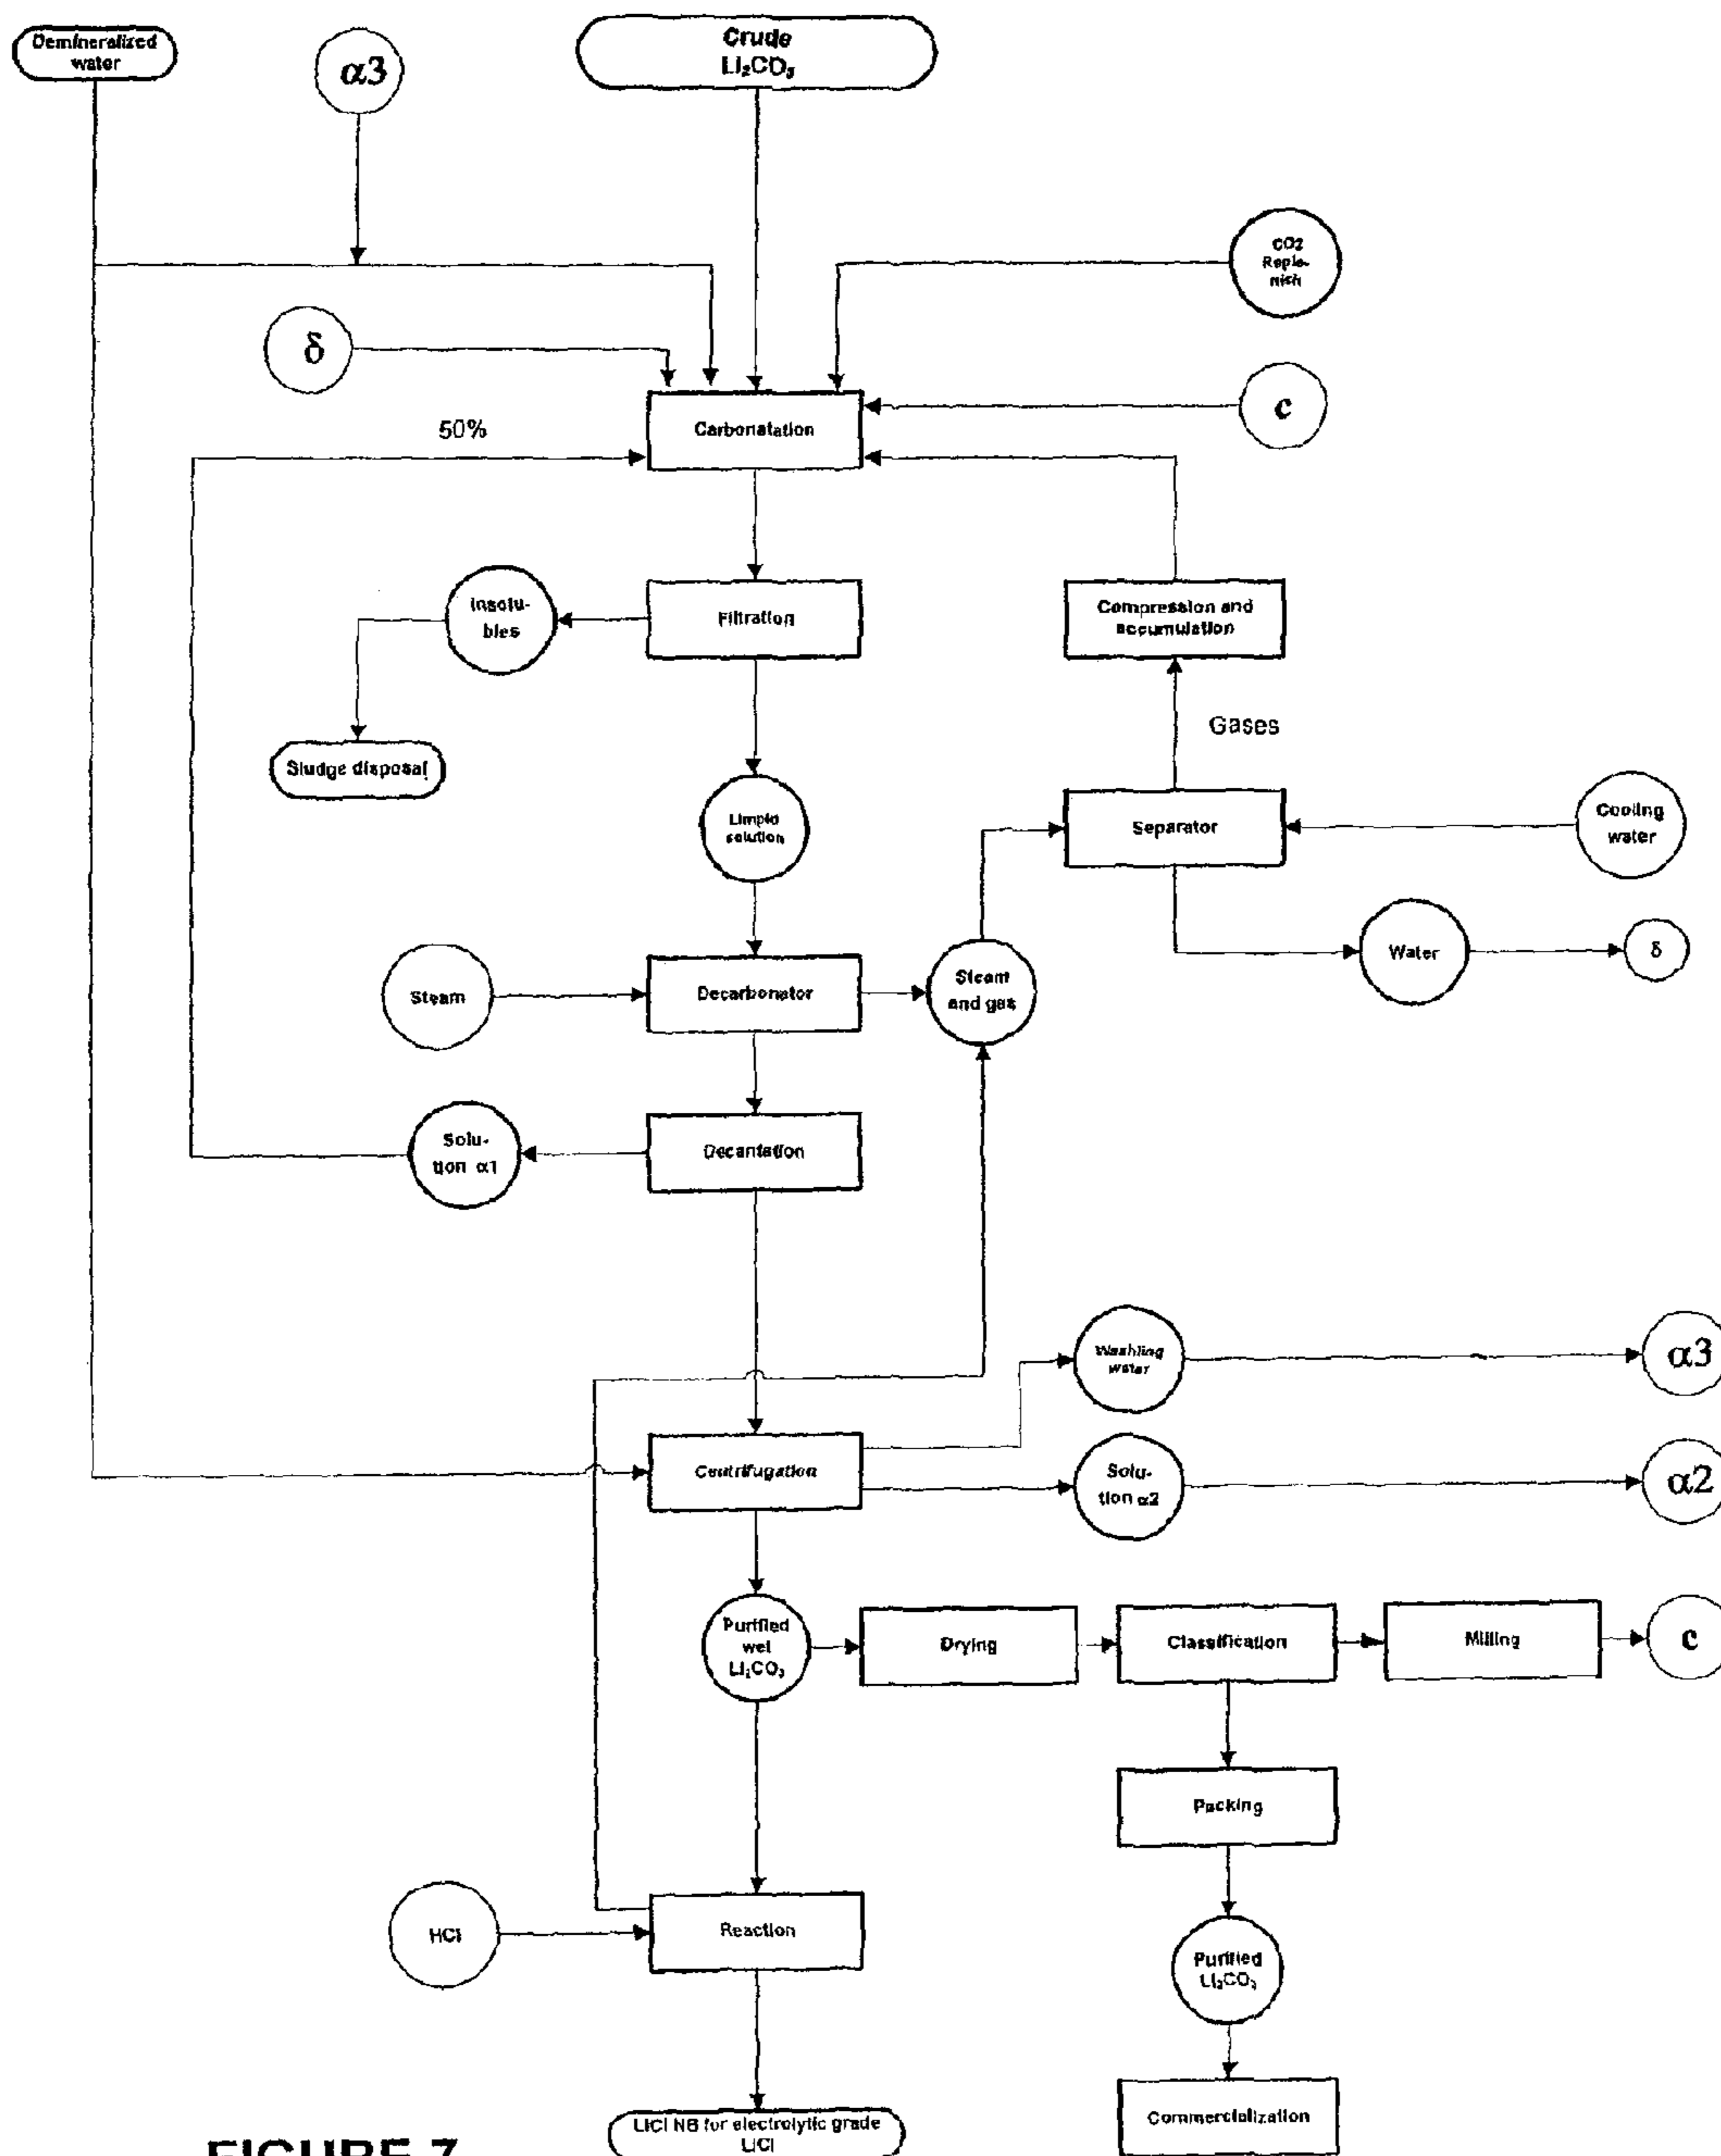 Demineralized
water
α3
Crude
Li₂CO₃
CO2
Reple-
nish
δ
c
50%
Carbonatation
Insolu-
bles
Filtration
Compression and
accumulation
Gases
Sludge disposal
Limpid
solution
Separator
Cooling
water
Steam
Decarbonator
Steam
and gas
Water
δ
Solu-
tion α1
Decantation
Washing
water
α3
Centrifugation
Solu-
tion α2
α2
Purified
wet
Li₂CO₃
Drying
Classification
Milling
c
Packing
HCl
Reaction
Purified
Li₂CO₃
LiCl NB for electrolytic grade
LiCl
Commercialization
FIGURE 7